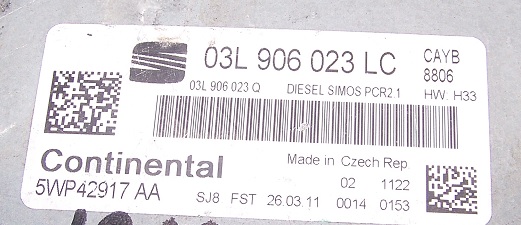 03L 906 023 LC CAYB
8806
03L 906 023 Q DIESEL SIMOS PCR2 1 HW: H33
Continental
Made in Czech Rep.
02 1122
5WP42917 AA
SJ8 FST 26.03.11 0014 0153